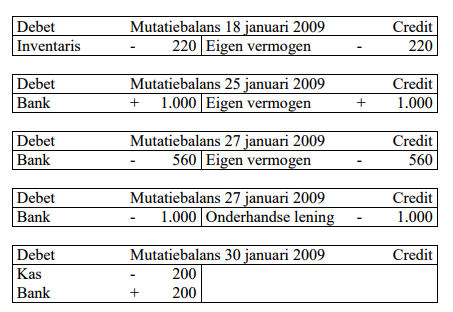 Debet Mutatiebalans 18 januari 2009 Credit
Inventaris - 220 Eigen vermogen - 220
Debet Mutatiebalans 25 januari 2009 Credit
Bank + 1.000 Eigen vermogen + 1.000
Debet Mutatiebalans 27 januari 2009 Credit
Bank - 560 Eigen vermogen - 560
Debet Mutatiebalans 27 januari 2009 Credit
Bank - 1.000 Onderhandse lening - 1.000
Debet Mutatiebalans 30 januari 2009 Credit
Kas - 200
Bank + 200